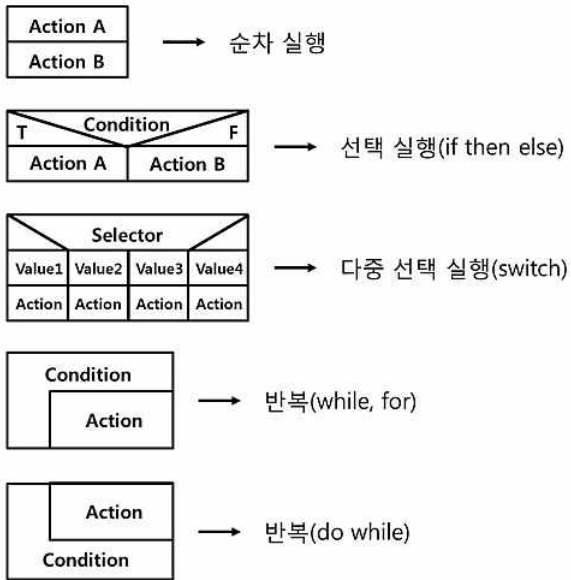 Action A
Action B
순차 실행
T
Condition
F
Action A
Action B
선택 실행(if then else)
Selector
Value1 Value2 Value3 Value4
Action Action Action Action
다중 선택 실행(switch)
Condition
Action
반복(while, for)
Action
Condition
반복(do while)